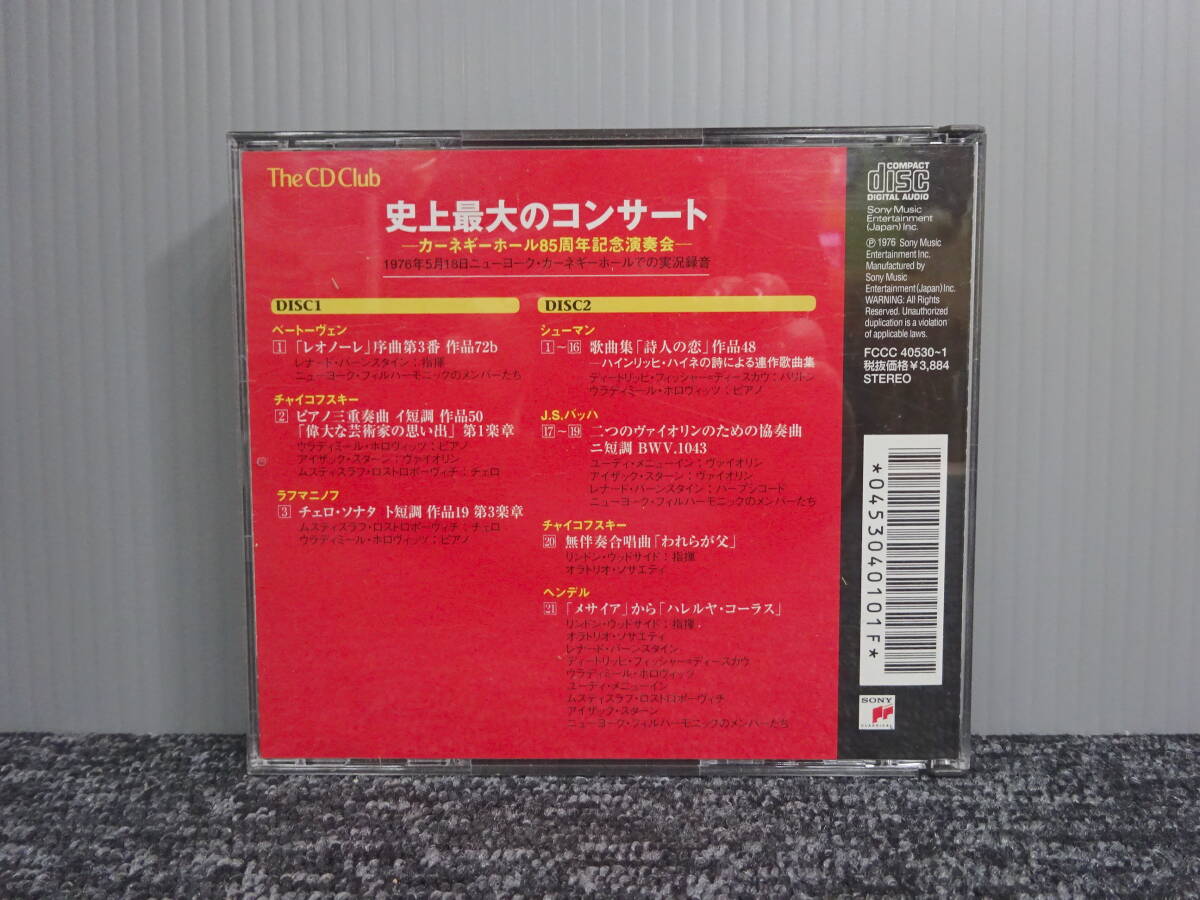 The CD Club
史上最大のコンサート
―カーネギーホール85周年記念演奏会―
1976年5月18日ニューヨーク・カーネギーホールでの実況録音
DISC1
ベートーヴェン
1 「レオノーレ」序曲第3番 作品72b
レナード・バーンスタイン：指揮
ニューヨーク・フィルハーモニックのメンバーたち
チャイコフスキー
2 ピアノ三重奏曲 イ短調 作品50
「偉大な芸術家の思い出」第1楽章
ウラディミール・ホロヴィッツ：ピアノ
アイザック・スターン：ヴァイオリン
ムスティスラフ・ロストロポーヴィチ：チェロ
ラフマニノフ
3 チェロ・ソナタ ト短調 作品19 第3楽章
ムスティスラフ・ロストロポーヴィチ：チェロ
ウラディミール・ホロヴィッツ：ピアノ
DISC2
シューマン
1～16 歌曲集「詩人の恋」作品48
―ハインリッヒ・ハイネの詩による連作歌曲集
ディートリッヒ・フィッシャー=ディースカウ：バリトン
ウラディミール・ホロヴィッツ：ピアノ
J.S.バッハ
17～19 二つのヴァイオリンのための協奏曲
ニ短調 BWV.1043
ユーディ・メニューイン：ヴァイオリン
アイザック・スターン：ヴァイオリン
レナード・バーンスタイン：ハープシコード
ニューヨーク・フィルハーモニックのメンバーたち
チャイコフスキー
20 無伴奏合唱曲「われらが父」
リンドン・ウッドサイド：指揮
オラトリオ・ソサエティ
ヘンデル
21 「メサイア」から「ハレルヤ・コーラス」
リンドン・ウッドサイド：指揮
オラトリオ・ソサエティ
レナード・バーンスタイン
ディートリッヒ・フィッシャー=ディースカウ
ウラディミール・ホロヴィッツ
ユーディ・メニューイン
ムスティスラフ・ロストロポーヴィチ
アイザック・スターン
ニューヨーク・フィルハーモニックのメンバーたち
COMPACT
disc
DIGITAL AUDIO
Sony Music
Entertainment
(Japan) Inc.
℗ 1976 Sony Music
Entertainment Inc.
Manufactured by
Sony Music
Entertainment(Japan) Inc.
WARNING: All Rights
Reserved. Unauthorized
duplication is a violation
of applicable laws.
FCCC 40530~1
税抜価格¥3,884
STEREO
*0453040101F*
SONY
CLASSICAL